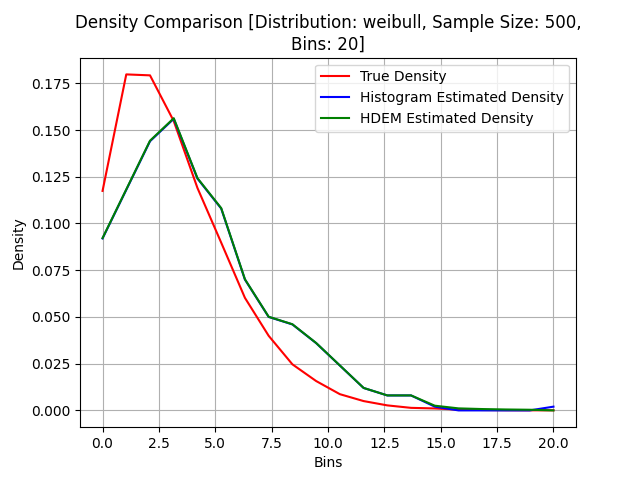 Density Comparison [Distribution: weibull, Sample Size: 500,
Bins: 20]
True Density
Histogram Estimated Density
HDEM Estimated Density
Density
0.175
0.150
0.125
0.100
0.075
0.050
0.025
0.000
0.0 2.5 5.0 7.5 10.0 12.5 15.0 17.5 20.0
Bins